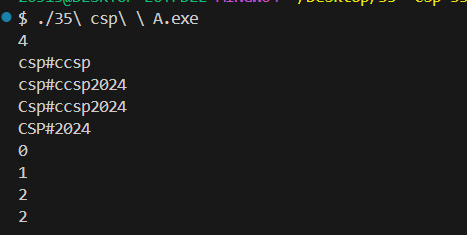 $ ./35\ csp\ \ A.exe
4
csp#ccsp
csp#ccsp2024
Csp#ccsp2024
CSP#2024
0
1
2
2